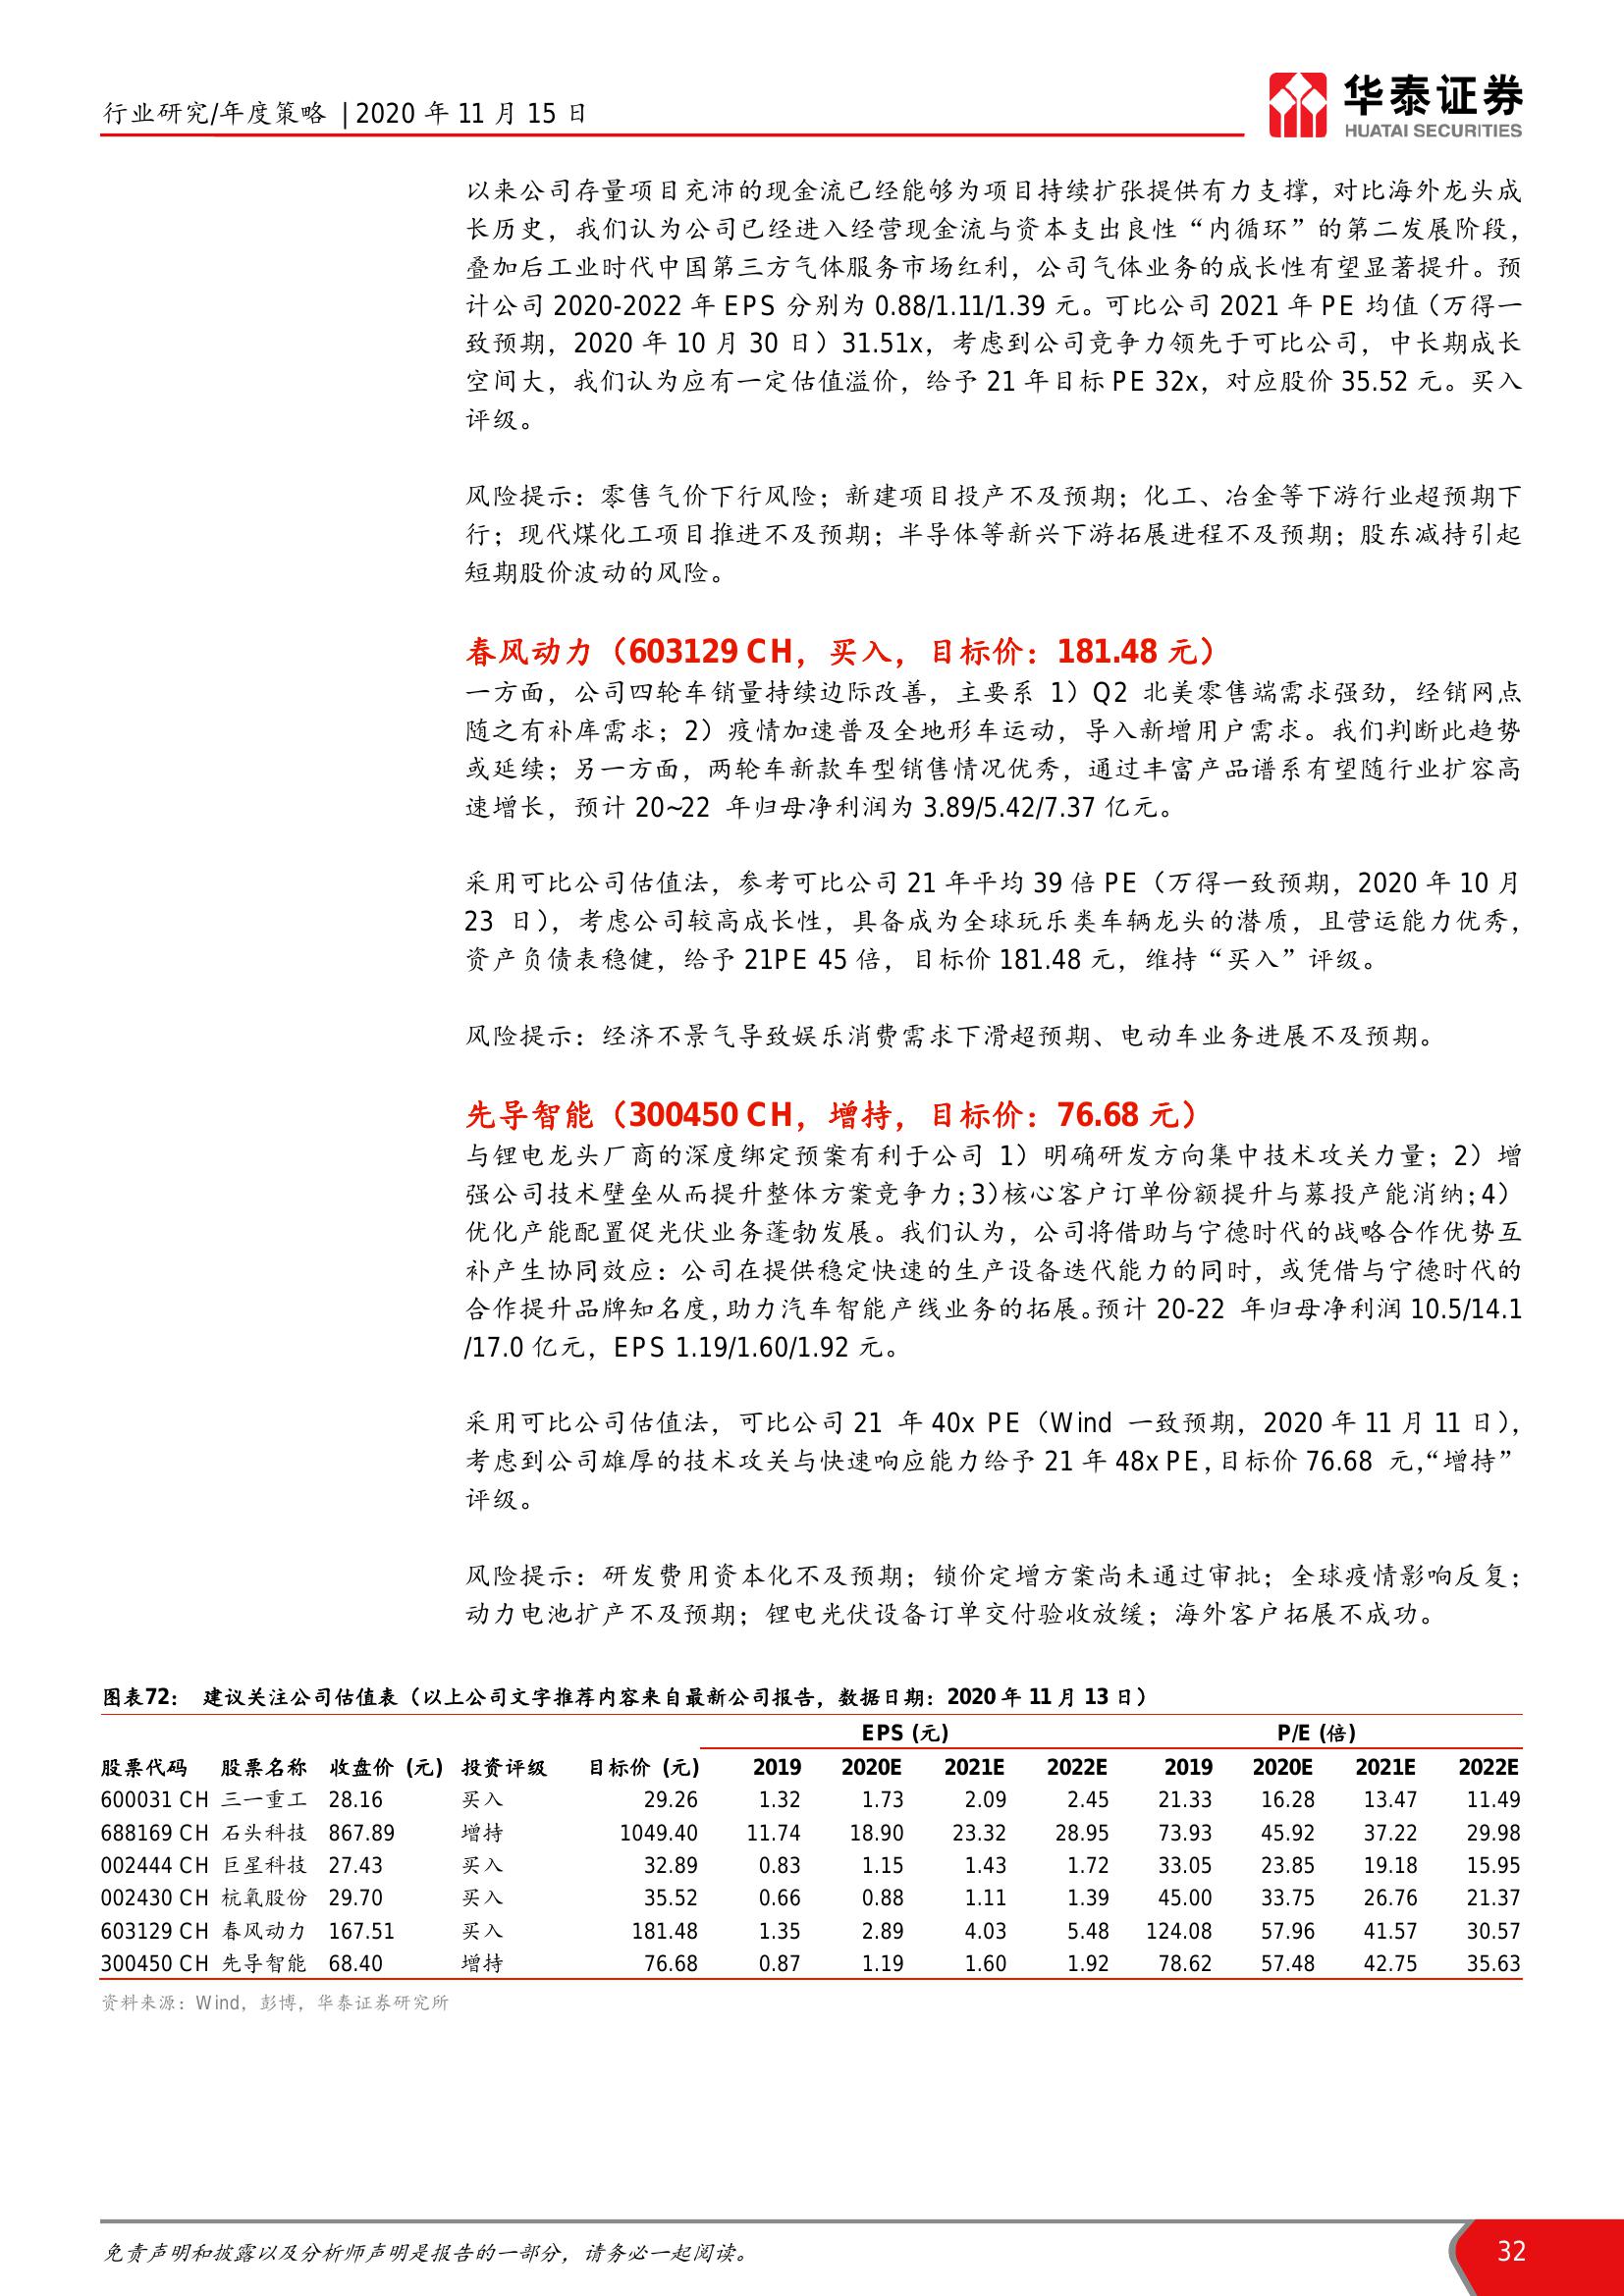 行业研究/年度策略 | 2020 年 11 月 15 日
华泰证券
HUATAI SECURITIES
以来公司存量项目充沛的现金流已经能够为项目持续扩张提供有力支撑，对比海外龙头成
长历史，我们认为公司已经进入经营现金流与资本支出良性“内循环”的第二发展阶段，
叠加后工业时代中国第三方气体服务市场红利，公司气体业务的成长性有望显著提升。预
计公司 2020-2022 年 EPS 分别为 0.88/1.11/1.39 元。可比公司 2021 年 PE 均值（万得一
致预期，2020 年 10 月 30 日）31.51x，考虑到公司竞争力领先于可比公司，中长期成长
空间大，我们认为应有一定估值溢价，给予 21 年目标 PE 32x，对应股价 35.52 元。买入
评级。
风险提示：零售气价下行风险；新建项目投产不及预期；化工、冶金等下游行业超预期下
行；现代煤化工项目推进不及预期；半导体等新兴下游拓展进程不及预期；股东减持引起
短期股价波动的风险。
春风动力（603129 CH，买入，目标价：181.48 元）
一方面，公司四轮车销量持续边际改善，主要系 1）Q2 北美零售端需求强劲，经销网点
随之有补库需求；2）疫情加速普及全地形车运动，导入新增用户需求。我们判断此趋势
或延续；另一方面，两轮车新款车型销售情况优秀，通过丰富产品谱系有望随行业扩容高
速增长，预计 20~22 年归母净利润为 3.89/5.42/7.37 亿元。
采用可比公司估值法，参考可比公司 21 年平均 39 倍 PE（万得一致预期，2020 年 10 月
23 日），考虑公司较高成长性，具备成为全球玩乐类车辆龙头的潜质，且营运能力优秀，
资产负债表稳健，给予 21PE 45 倍，目标价 181.48 元，维持“买入”评级。
风险提示：经济不景气导致娱乐消费需求下滑超预期、电动车业务进展不及预期。
先导智能（300450 CH，增持，目标价：76.68 元）
与锂电龙头厂商的深度绑定预案有利于公司 1）明确研发方向集中技术攻关力量；2）增
强公司技术壁垒从而提升整体方案竞争力；3）核心客户订单份额提升与募投产能消纳；4）
优化产能配置促光伏业务蓬勃发展。我们认为，公司将借助与宁德时代的战略合作优势互
补产生协同效应：公司在提供稳定快速的生产设备迭代能力的同时，或凭借与宁德时代的
合作提升品牌知名度，助力汽车智能产线业务的拓展。预计 20-22 年归母净利润 10.5/14.1
/17.0 亿元，EPS 1.19/1.60/1.92 元。
采用可比公司估值法，可比公司 21 年 40x PE（Wind 一致预期，2020 年 11 月 11 日），
考虑到公司雄厚的技术攻关与快速响应能力给予 21 年 48x PE，目标价 76.68 元，“增持”
评级。
风险提示：研发费用资本化不及预期；锁价定增方案尚未通过审批；全球疫情影响反复；
动力电池扩产不及预期；锂电光伏设备订单交付验收放缓；海外客户拓展不成功。
图表72： 建议关注公司估值表（以上公司文字推荐内容来自最新公司报告，数据日期：2020 年 11 月 13 日）
EPS (元) P/E (倍)
股票代码 股票名称 收盘价 (元) 投资评级 目标价 (元) 2019 2020E 2021E 2022E 2019 2020E 2021E 2022E
600031 CH 三一重工 28.16 买入 29.26 1.32 1.73 2.09 2.45 21.33 16.28 13.47 11.49
688169 CH 石头科技 867.89 增持 1049.40 11.74 18.90 23.32 28.95 73.93 45.92 37.22 29.98
002444 CH 巨星科技 27.43 买入 32.89 0.83 1.15 1.43 1.72 33.05 23.85 19.18 15.95
002430 CH 杭氧股份 29.70 买入 35.52 0.66 0.88 1.11 1.39 45.00 33.75 26.76 21.37
603129 CH 春风动力 167.51 买入 181.48 1.35 2.89 4.03 5.48 124.08 57.96 41.57 30.57
300450 CH 先导智能 68.40 增持 76.68 0.87 1.19 1.60 1.92 78.62 57.48 42.75 35.63
资料来源：Wind，彭博，华泰证券研究所
免责声明和披露以及分析师声明是报告的一部分，请务必一起阅读。
32